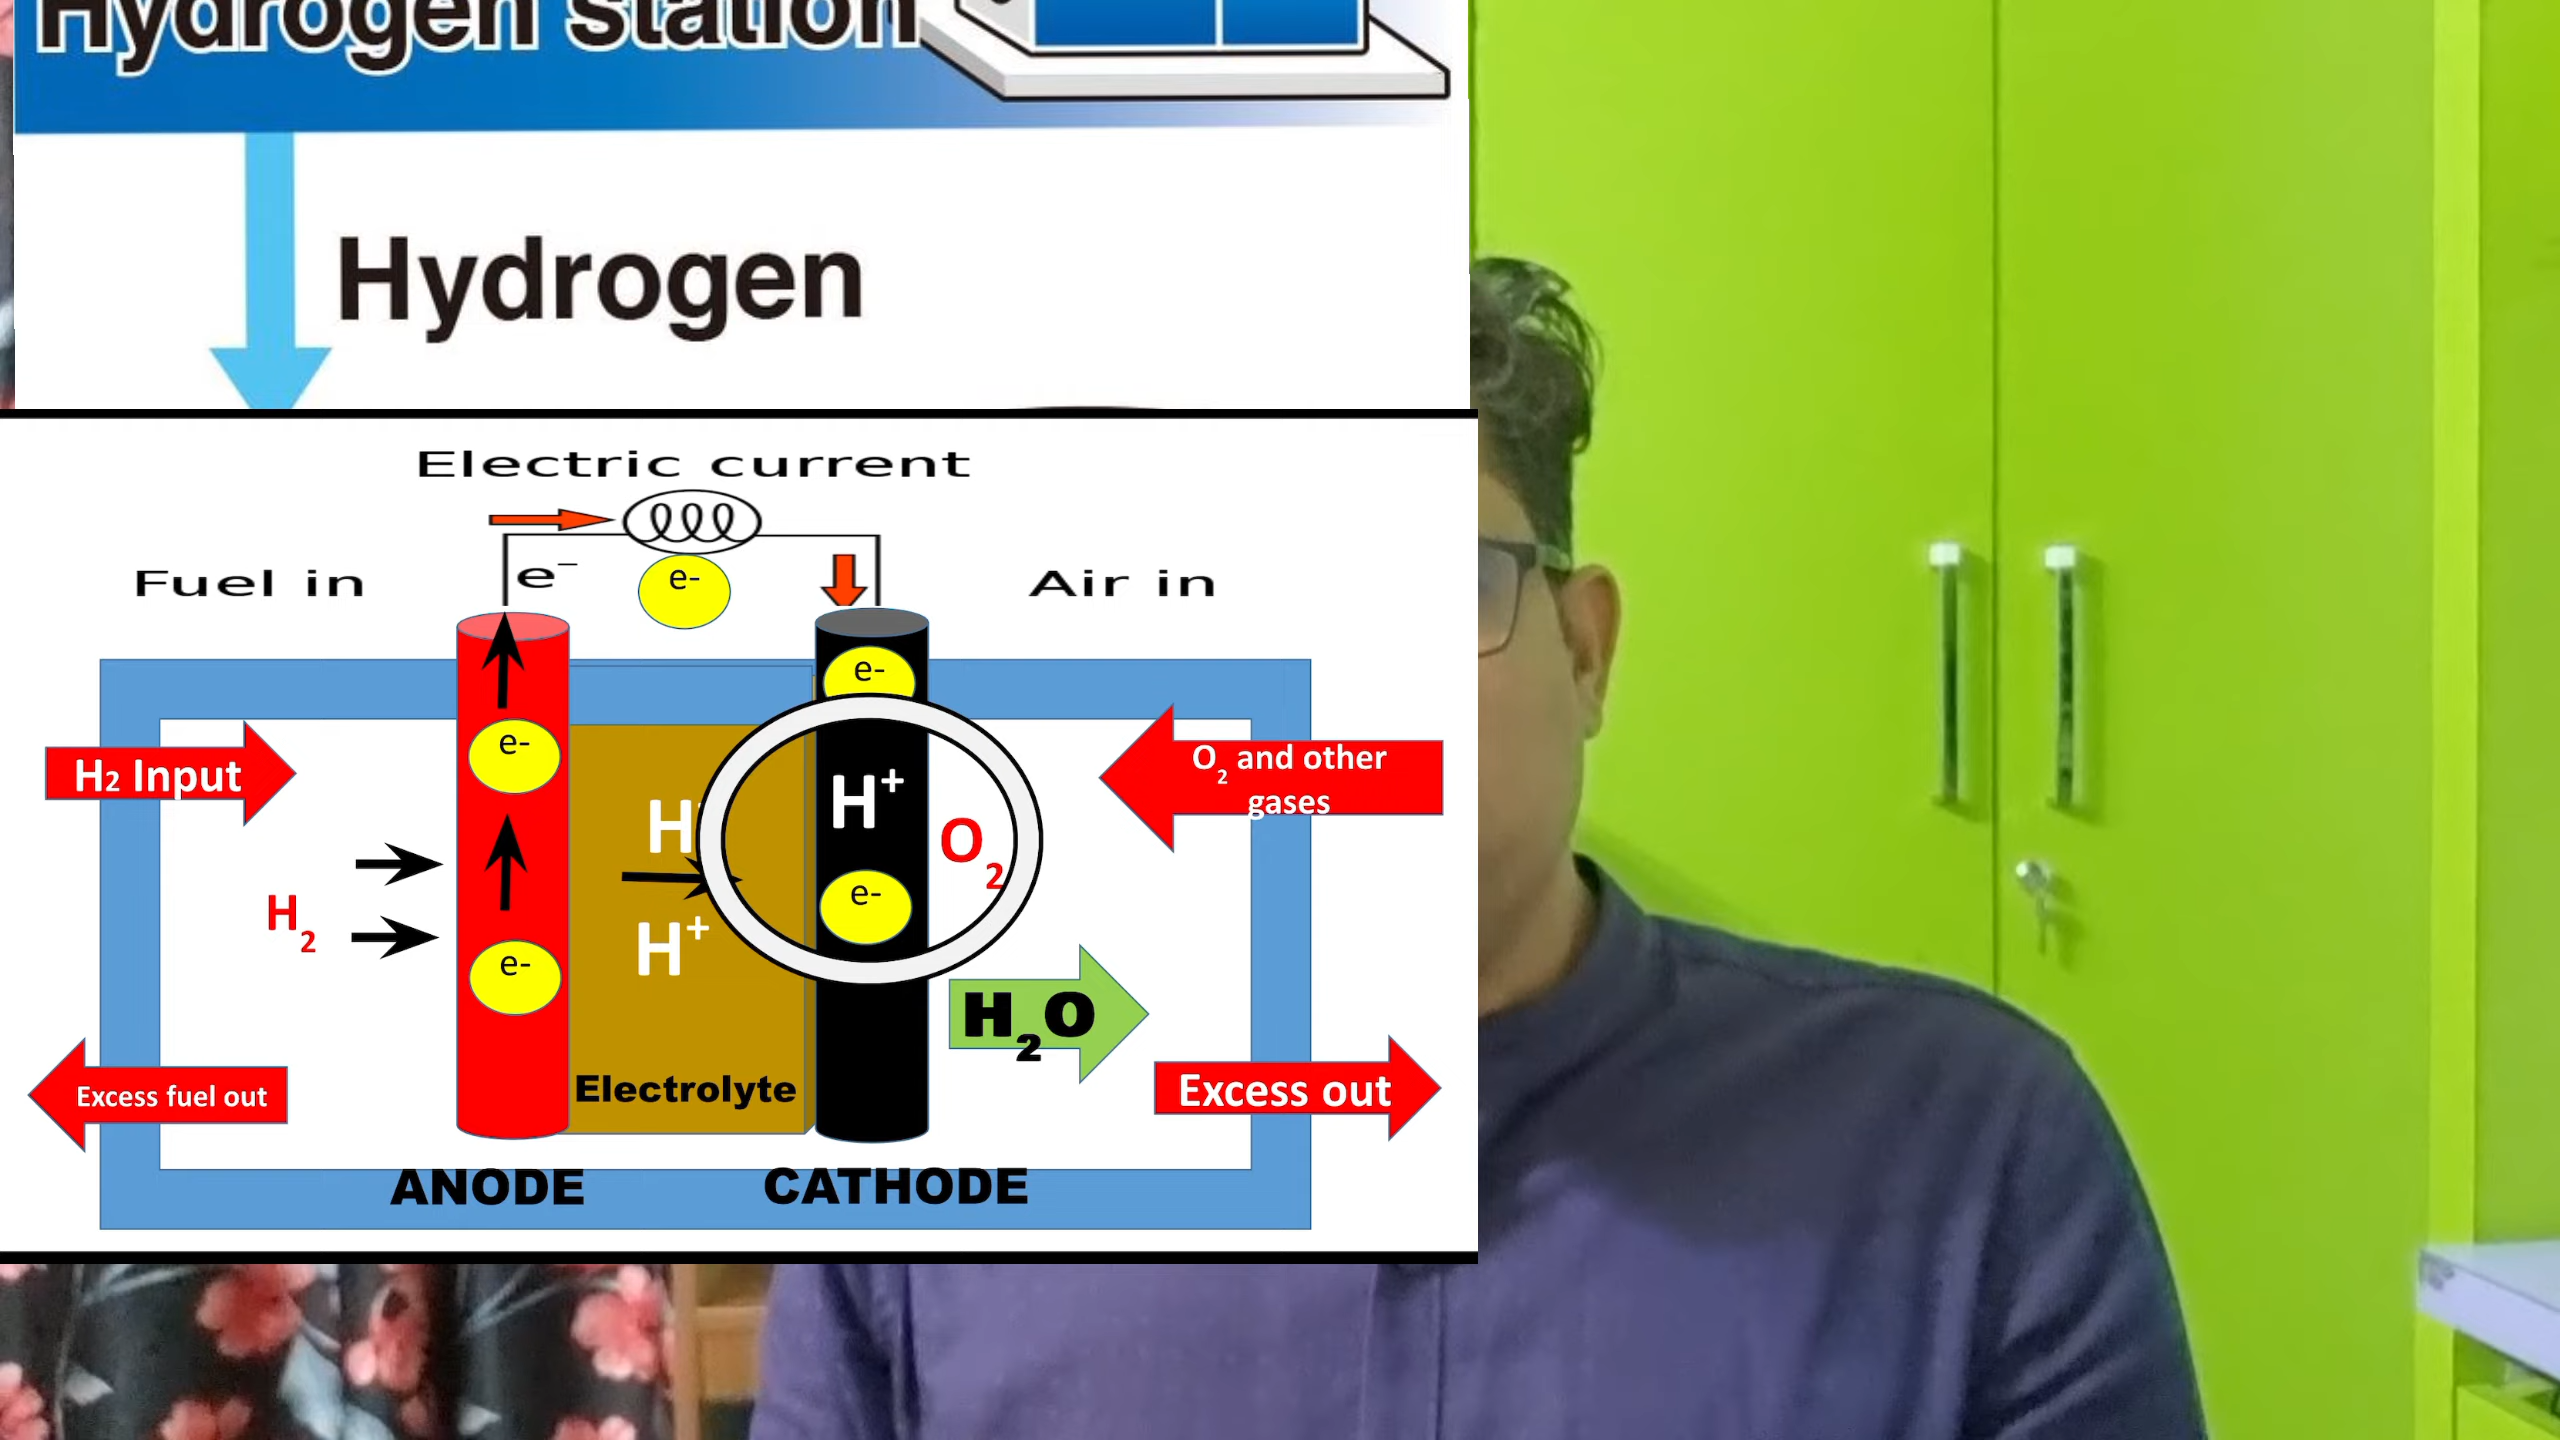 Hydrogen station
Hydrogen
Electric current
e⁻
e-
Fuel in
Air in
e-
e-
H₂ Input
O₂ and other
gases
H⁺
H
O₂
e-
H₂
H⁺
e-
H₂O
Electrolyte
Excess fuel out
Excess out
ANODE
CATHODE